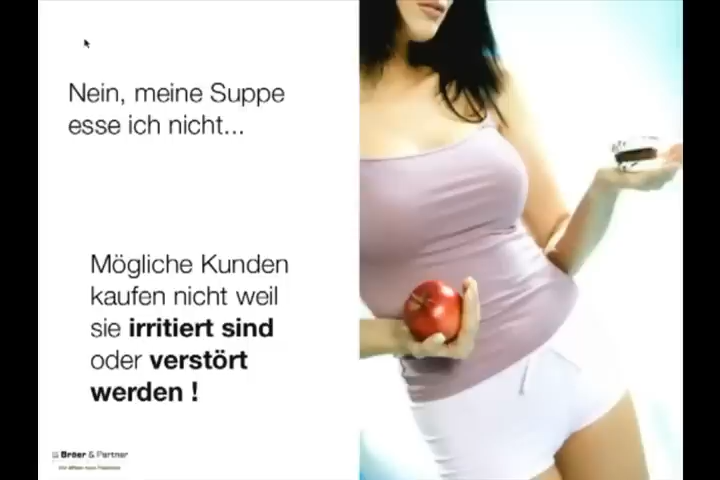 Nein, meine Suppe
esse ich nicht...
Mögliche Kunden
kaufen nicht weil
sie irritiert sind
oder verstört
werden !
Bröer & Partner